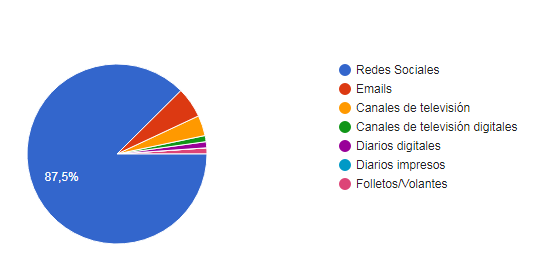 Redes Sociales
Emails
Canales de televisión
Canales de televisión digitales
Diarios digitales
Diarios impresos
Folletos/Volantes
87,5%